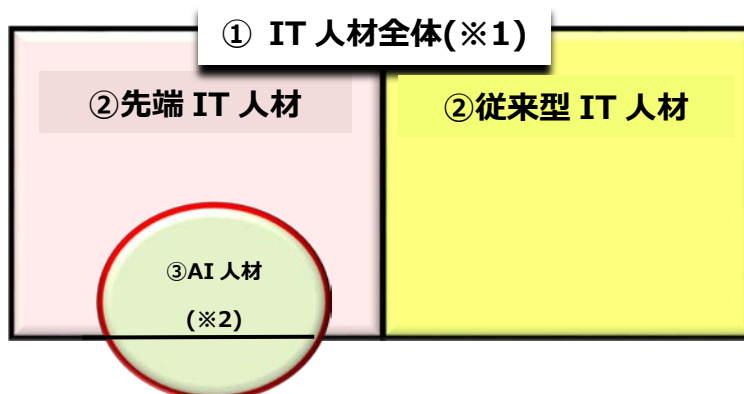 ① IT 人材全体(※1)
②先端 IT 人材
②従来型 IT 人材
③AI 人材
(※2)